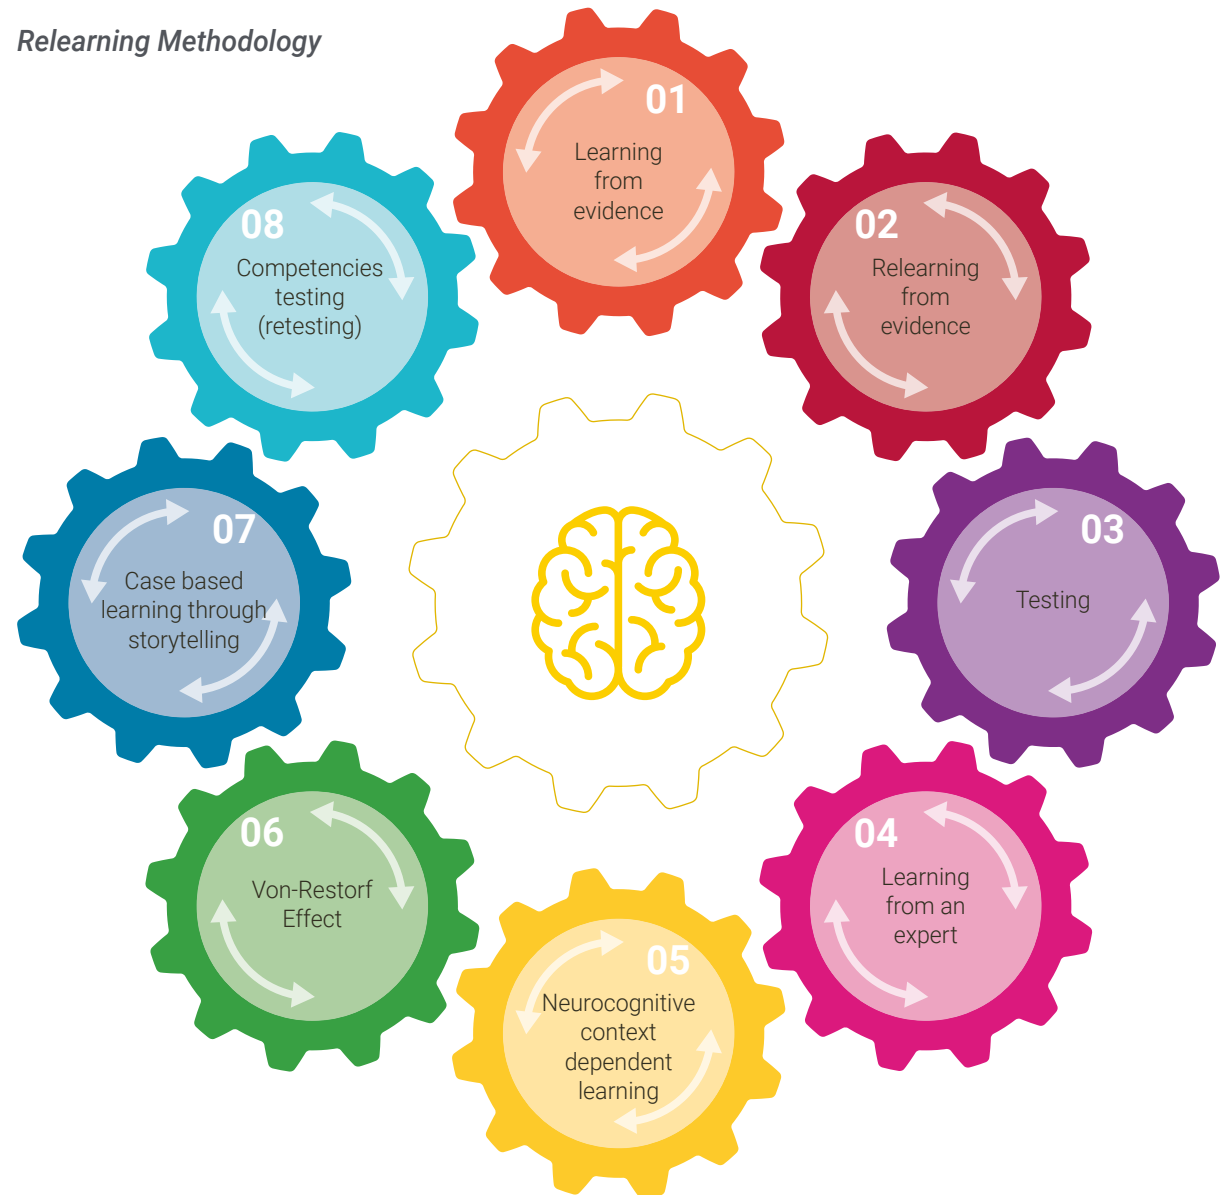 Relearning Methodology
01
Learning
from
evidence
02
Relearning
from
evidence
03
Testing
04
Learning
from an
expert
05
Neurocognitive
context
dependent
learning
06
Von-Restorf
Effect
07
Case based
learning through
storytelling
08
Competencies
testing
(retesting)